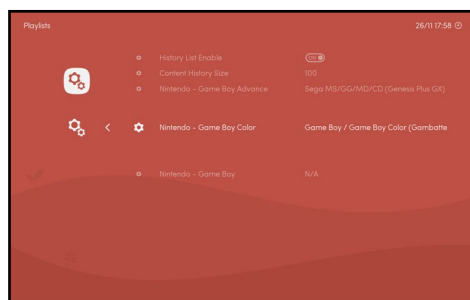 Playlists 26/11 17:58
History List Enable ON
Content History Size 100
Nintendo - Game Boy Advance Sega MS/GG/MD/CD (Genesis Plus GX)
Nintendo - Game Boy Color Game Boy / Game Boy Color (Gambatte
Nintendo - Game Boy N/A